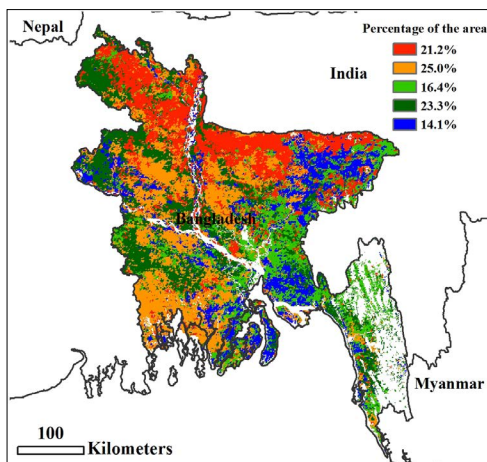 Nepal
Percentage of the area
India
21.2%
25.0%
16.4%
23.3%
14.1%
Bangladesh
Myanmar
100
Kilometers